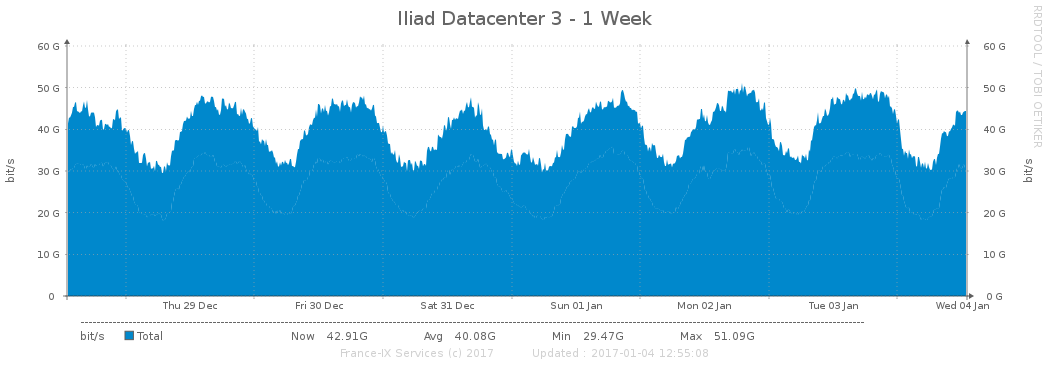 Iliad Datacenter 3 - 1 Week
RRDTOOL / TOBI OETIKER
60 G 60 G
50 G 50 G
40 G 40 G
30 G 30 G
20 G 20 G
10 G 10 G
0 0 G
bit/s bit/s
Thu 29 Dec Fri 30 Dec Sat 31 Dec Sun 01 Jan Mon 02 Jan Tue 03 Jan Wed 04 Jan
bit/s Total Now 42.91G Avg 40.08G Min 29.47G Max 51.09G
France-IX Services (c) 2017 Updated : 2017-01-04 12:55:08